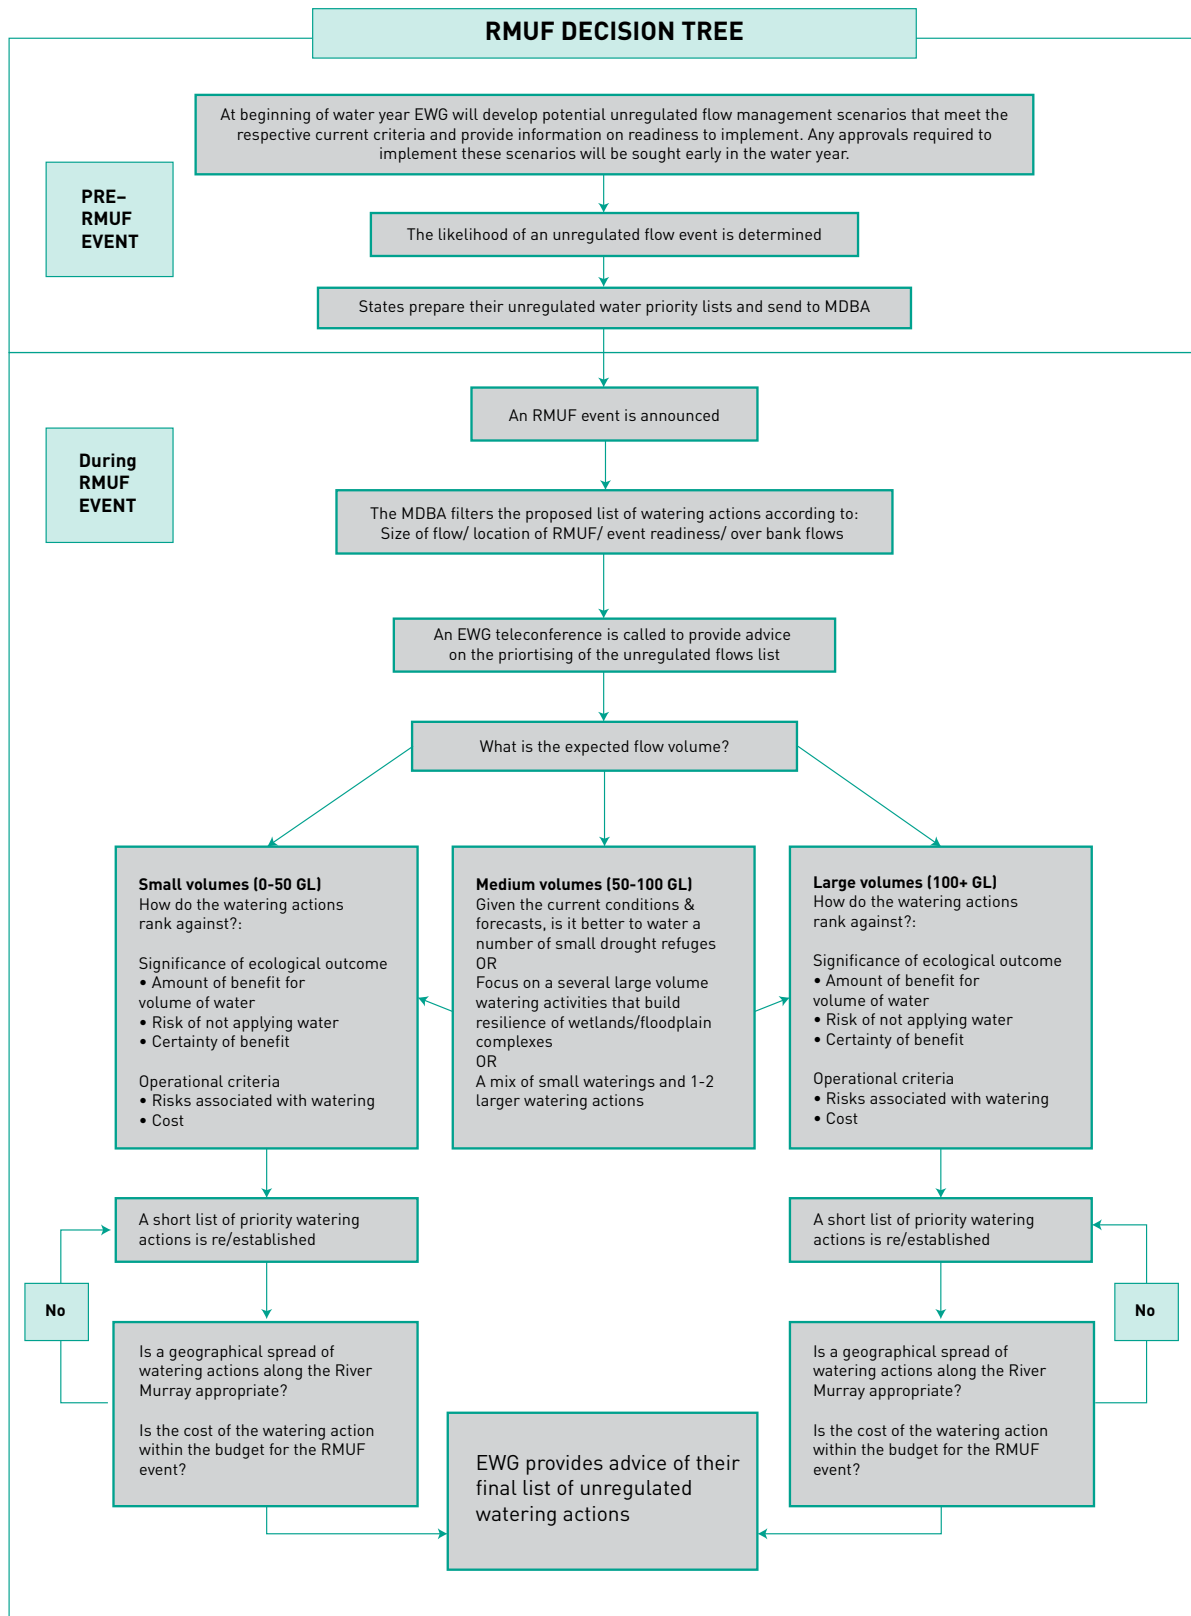 RMUF DECISION TREE
At beginning of water year EWG will develop potential unregulated flow management scenarios that meet the
respective current criteria and provide information on readiness to implement. Any approvals required to
implement these scenarios will be sought early in the water year.
PRE–
RMUF
EVENT
The likelihood of an unregulated flow event is determined
States prepare their unregulated water priority lists and send to MDBA
An RMUF event is announced
During
RMUF
EVENT
The MDBA filters the proposed list of watering actions according to:
Size of flow/ location of RMUF/ event readiness/ over bank flows
An EWG teleconference is called to provide advice
on the priortising of the unregulated flows list
What is the expected flow volume?
Small volumes (0-50 GL)
How do the watering actions
rank against?:
Significance of ecological outcome
• Amount of benefit for
volume of water
• Risk of not applying water
• Certainty of benefit
Operational criteria
• Risks associated with watering
• Cost
Medium volumes (50-100 GL)
Given the current conditions &
forecasts, is it better to water a
number of small drought refuges
OR
Focus on a several large volume
watering activities that build
resilience of wetlands/floodplain
complexes
OR
A mix of small waterings and 1-2
larger watering actions
Large volumes (100+ GL)
How do the watering actions
rank against?:
Significance of ecological outcome
• Amount of benefit for
volume of water
• Risk of not applying water
• Certainty of benefit
Operational criteria
• Risks associated with watering
• Cost
A short list of priority watering
actions is re/established
A short list of priority watering
actions is re/established
No
No
Is a geographical spread of
watering actions along the River
Murray appropriate?
Is the cost of the watering action
within the budget for the RMUF
event?
Is a geographical spread of
watering actions along the River
Murray appropriate?
Is the cost of the watering action
within the budget for the RMUF
event?
EWG provides advice of their
final list of unregulated
watering actions